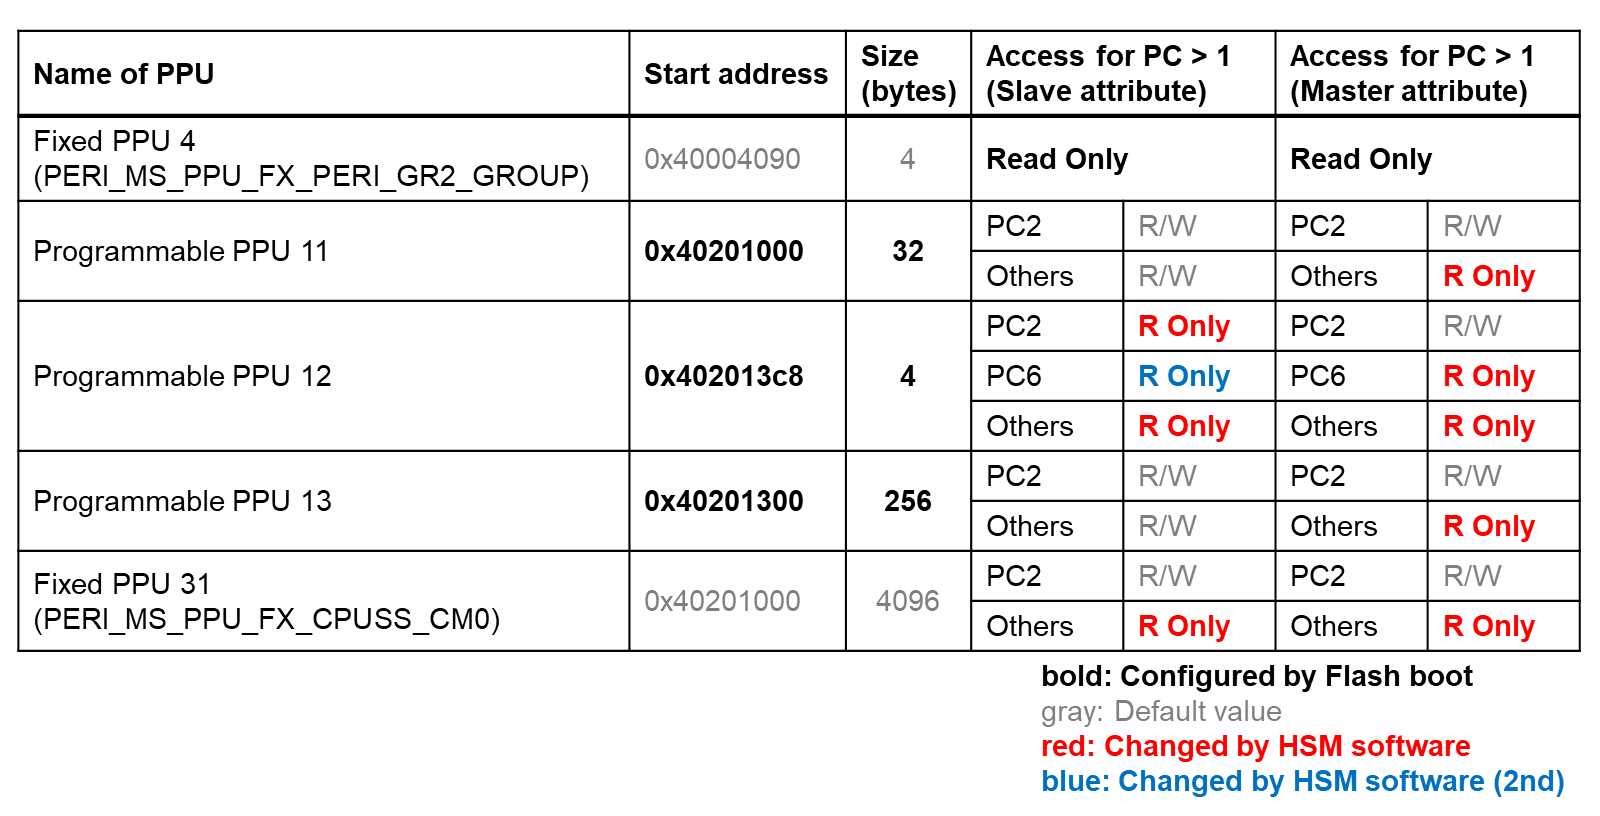 Name of PPU
Start address
Size
(bytes)
Access for PC > 1
(Slave attribute)
Access for PC > 1
(Master attribute)
Fixed PPU 4
(PERI_MS_PPU_FX_PERI_GR2_GROUP)
0x40004090
4
Read Only
Read Only
Programmable PPU 11
0x40201000
32
PC2
R/W
PC2
R/W
Others
R/W
Others
R Only
Programmable PPU 12
0x402013c8
4
PC2
R Only
PC2
R/W
PC6
R Only
PC6
R Only
Others
R Only
Others
R Only
Programmable PPU 13
0x40201300
256
PC2
R/W
PC2
R/W
Others
R/W
Others
R Only
Fixed PPU 31
(PERI_MS_PPU_FX_CPUSS_CM0)
0x40201000
4096
PC2
R/W
PC2
R/W
Others
R Only
Others
R Only
bold: Configured by Flash boot
gray: Default value
red: Changed by HSM software
blue: Changed by HSM software (2nd)